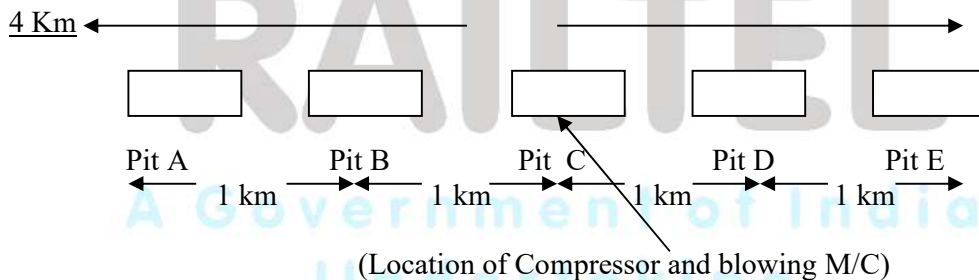 4 Km
RAILTEL
Pit A Pit B Pit C Pit D Pit E
1 km 1 km 1 km 1 km
A Government of India
(Location of Compressor and blowing M/C)